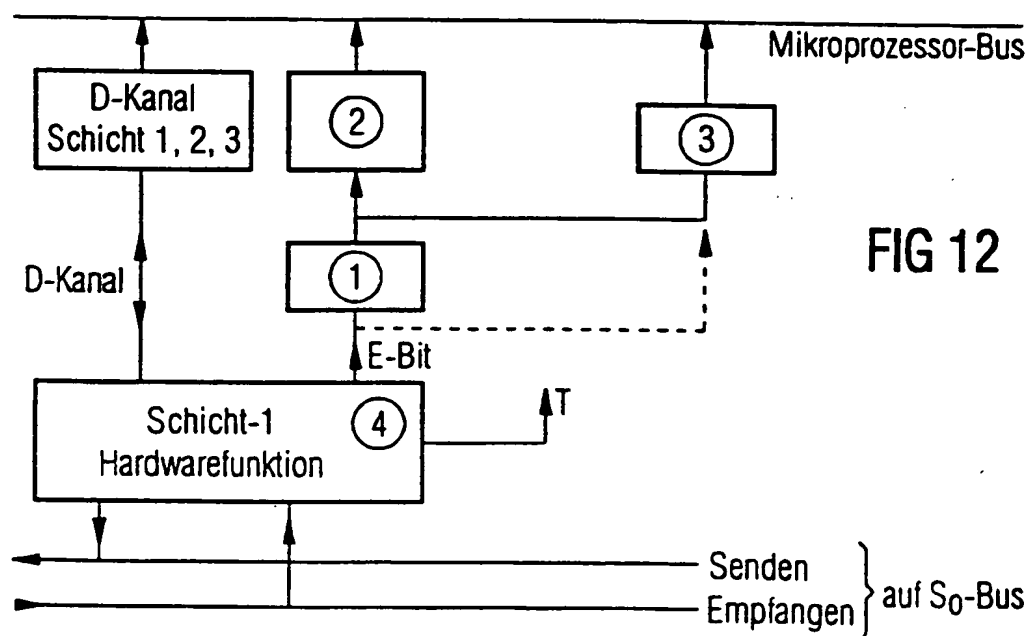 Mikroprozessor-Bus
D-Kanal
Schicht 1, 2, 3
2
3
FIG 12
D-Kanal
1
E-Bit
T
Schicht-1
Hardwarefunktion
4
Senden
Empfangen
auf S₀-Bus